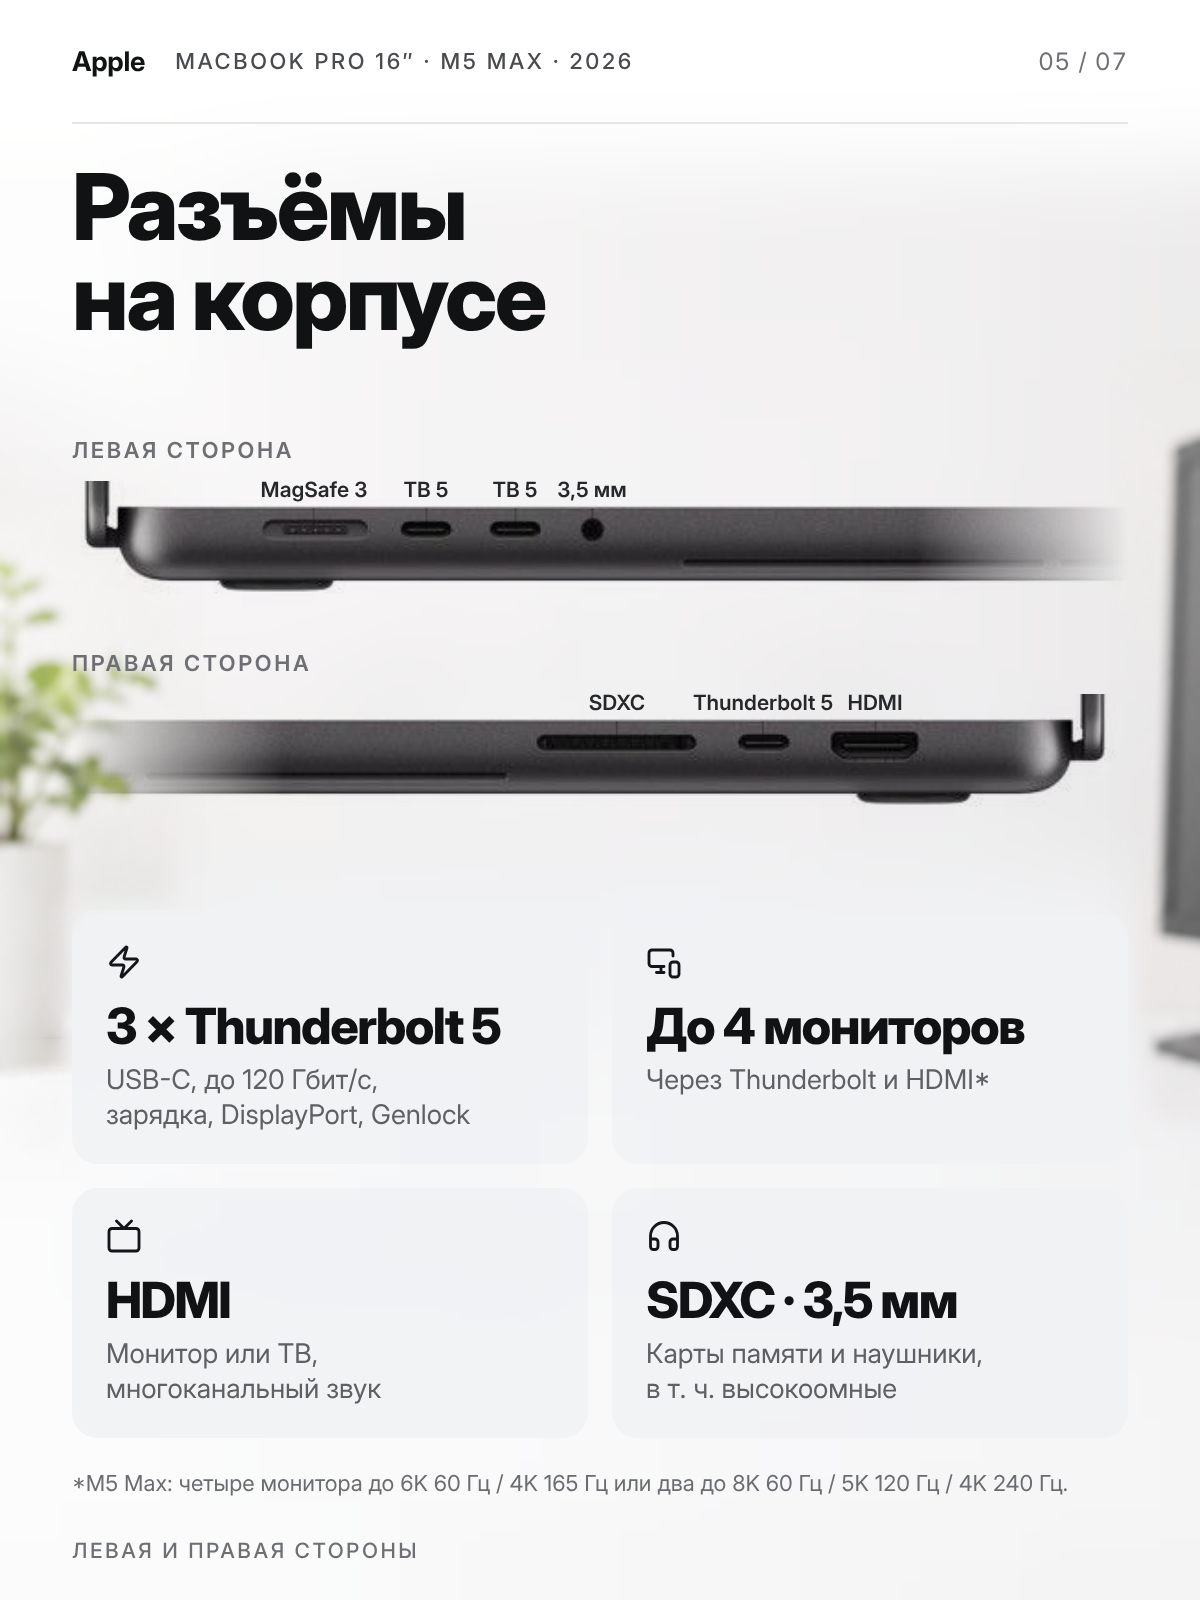 Apple MACBOOK PRO 16″ · M5 MAX · 2026 05 / 07
Разъёмы
на корпусе
ЛЕВАЯ СТОРОНА
MagSafe 3 TB 5 TB 5 3,5 мм
ПРАВАЯ СТОРОНА
SDXC Thunderbolt 5 HDMI
3 × Thunderbolt 5
USB-C, до 120 Гбит/с,
зарядка, DisplayPort, Genlock
До 4 мониторов
Через Thunderbolt и HDMI*
HDMI
Монитор или ТВ,
многоканальный звук
SDXC · 3,5 мм
Карты памяти и наушники,
в т. ч. высокоомные
*M5 Max: четыре монитора до 6K 60 Гц / 4K 165 Гц или два до 8K 60 Гц / 5K 120 Гц / 4K 240 Гц.
ЛЕВАЯ И ПРАВАЯ СТОРОНЫ